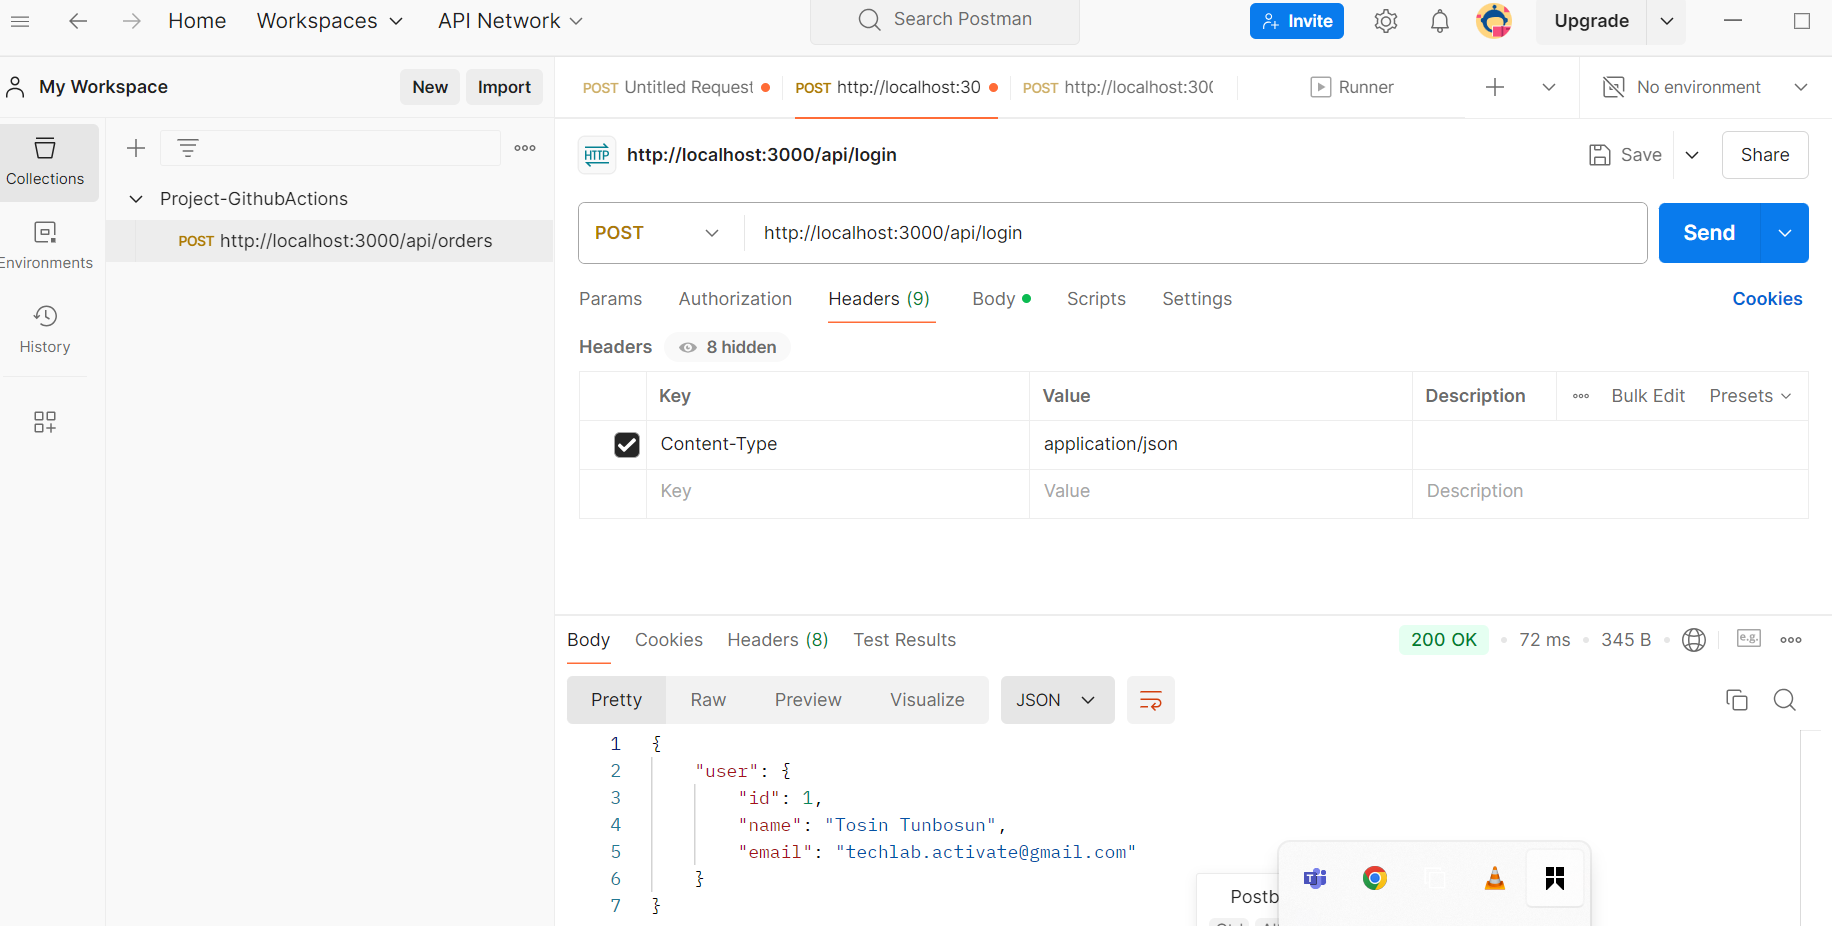 Home Workspaces API Network Search Postman Invite Upgrade
My Workspace New Import
POST Untitled Request POST http://localhost:30 POST http://localhost:300 Runner No environment
Collections
Environments
History
Project-GithubActions
POST http://localhost:3000/api/orders
HTTP http://localhost:3000/api/login Save Share
POST http://localhost:3000/api/login Send
Params Authorization Headers (9) Body Scripts Settings Cookies
Headers 8 hidden
Key Value Description Bulk Edit Presets
Content-Type application/json
Key Value Description
Body Cookies Headers (8) Test Results 200 OK 72 ms 345 B e.g.
Pretty Raw Preview Visualize JSON
1 {
2 "user": {
3 "id": 1,
4 "name": "Tosin Tunbosun",
5 "email": "techlab.activate@gmail.com"
6 }
7 }
Postb